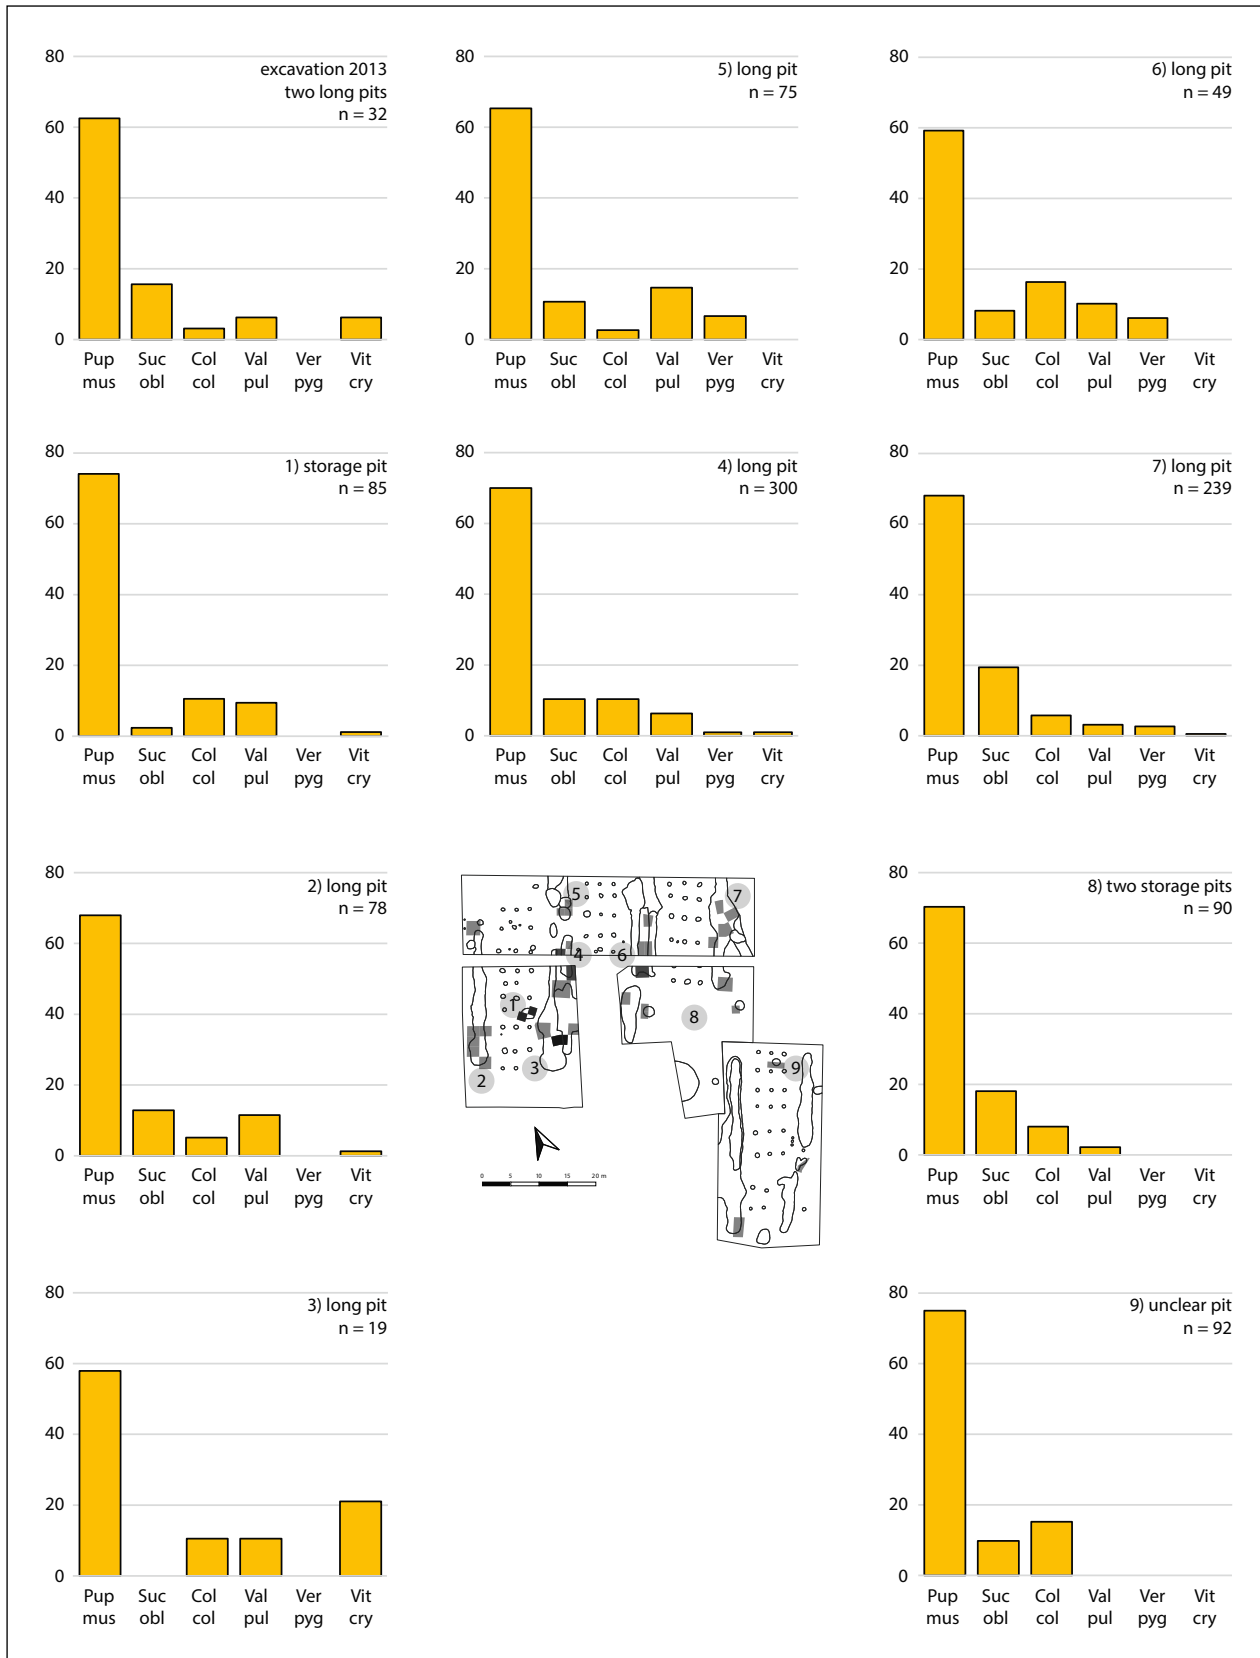 80
60
40
20
0
excavation 2013
two long pits
n = 32
Pup Suc Col Val Ver Vit
mus obl col pul pyg cry
80
60
40
20
0
5) long pit
n = 75
Pup Suc Col Val Ver Vit
mus obl col pul pyg cry
80
60
40
20
0
6) long pit
n = 49
Pup Suc Col Val Ver Vit
mus obl col pul pyg cry
80
60
40
20
0
1) storage pit
n = 85
Pup Suc Col Val Ver Vit
mus obl col pul pyg cry
80
60
40
20
0
4) long pit
n = 300
Pup Suc Col Val Ver Vit
mus obl col pul pyg cry
80
60
40
20
0
7) long pit
n = 239
Pup Suc Col Val Ver Vit
mus obl col pul pyg cry
80
60
40
20
0
2) long pit
n = 78
Pup Suc Col Val Ver Vit
mus obl col pul pyg cry
5
7
4
6
1
8
3
9
2
0 5 10 15 20 m
80
60
40
20
0
8) two storage pits
n = 90
Pup Suc Col Val Ver Vit
mus obl col pul pyg cry
80
60
40
20
0
3) long pit
n = 19
Pup Suc Col Val Ver Vit
mus obl col pul pyg cry
80
60
40
20
0
9) unclear pit
n = 92
Pup Suc Col Val Ver Vit
mus obl col pul pyg cry